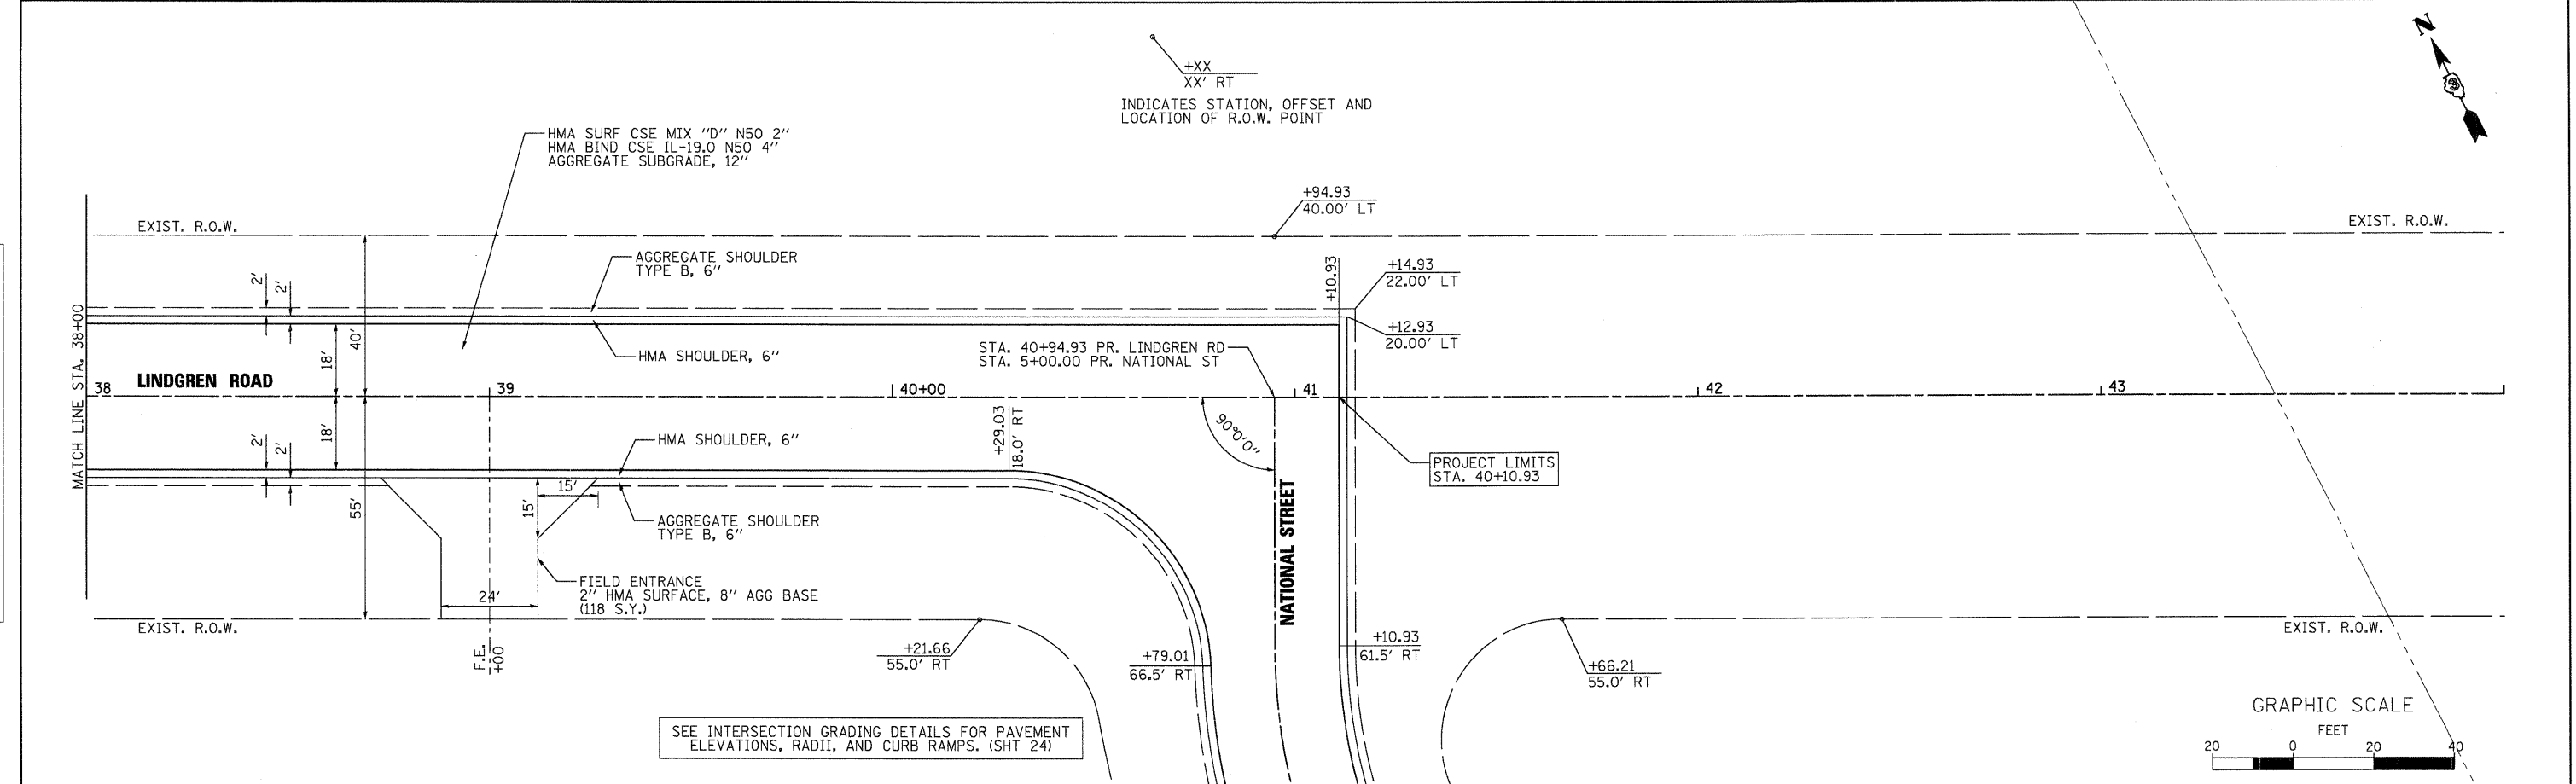 N
+XX
XX' RT
INDICATES STATION, OFFSET AND
LOCATION OF R.O.W. POINT
HMA SURF CSE MIX "D" N50 2"
HMA BIND CSE IL-19.0 N50 4"
AGGREGATE SUBGRADE, 12"
+94.93
40.00' LT
EXIST. R.O.W.
EXIST. R.O.W.
AGGREGATE SHOULDER
TYPE B, 6"
2'
2'
+10.93
+14.93
22.00' LT
+12.93
20.00' LT
MATCH LINE STA. 38+00
40'
18'
HMA SHOULDER, 6"
STA. 40+94.93 PR. LINDGREN RD
STA. 5+00.00 PR. NATIONAL ST
38
LINDGREN ROAD
39
40+00
41
42
43
18'
2'
2'
HMA SHOULDER, 6"
+29.03
18.0' RT
90°0'0"
PROJECT LIMITS
STA. 40+10.93
55'
15'
15'
AGGREGATE SHOULDER
TYPE B, 6"
NATIONAL STREET
FIELD ENTRANCE
2" HMA SURFACE, 8" AGG BASE
(118 S.Y.)
24'
EXIST. R.O.W.
EXIST. R.O.W.
F.E.
+00
+21.66
55.0' RT
+79.01
66.5' RT
+10.93
61.5' RT
+66.21
55.0' RT
SEE INTERSECTION GRADING DETAILS FOR PAVEMENT
ELEVATIONS, RADII, AND CURB RAMPS. (SHT 24)
GRAPHIC SCALE
FEET
20 0 20 40